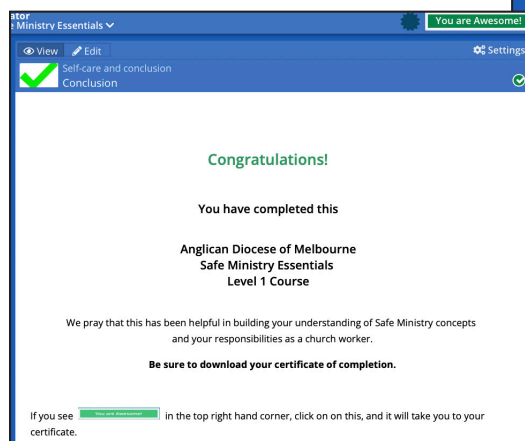 ator
e Ministry Essentials
You are Awesome!
View Edit
Settings
Self-care and conclusion
Conclusion
Congratulations!
You have completed this
Anglican Diocese of Melbourne
Safe Ministry Essentials
Level 1 Course
We pray that this has been helpful in building your understanding of Safe Ministry concepts
and your responsibilities as a church worker.
Be sure to download your certificate of completion.
If you see You are Awesome! in the top right hand corner, click on on this, and it will take you to your
certificate.